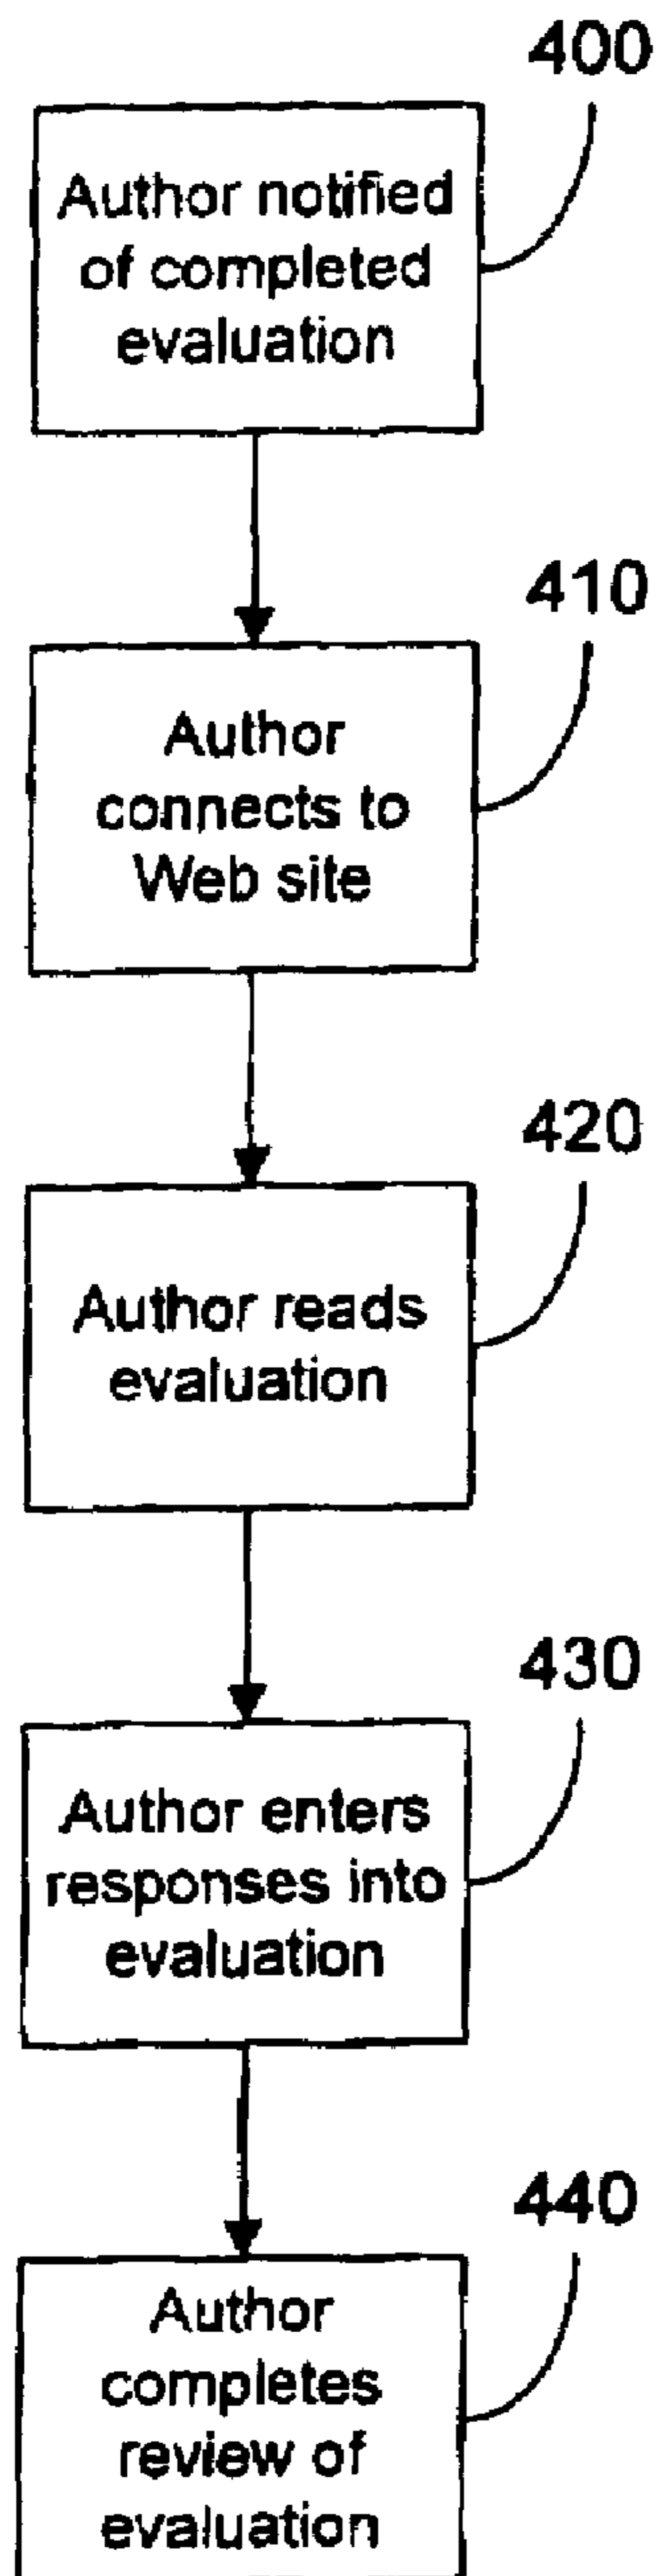 400
Author notified
of completed
evaluation
410
Author
connects to
Web site
420
Author reads
evaluation
430
Author enters
responses into
evaluation
440
Author
completes
review of
evaluation